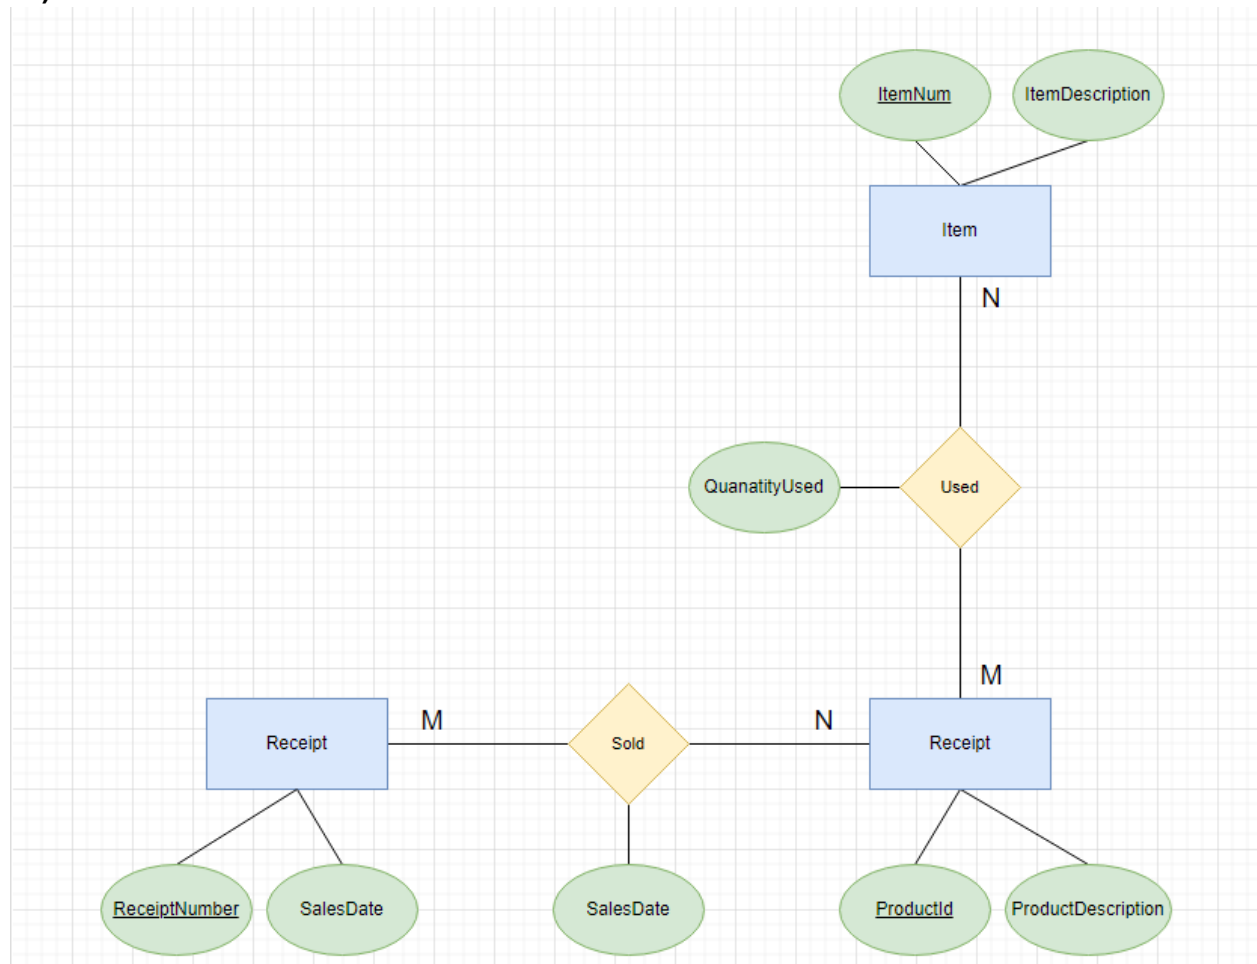 ItemNum
ItemDescription
Item
N
QuanatityUsed
Used
M
Receipt
M
Sold
N
Receipt
ReceiptNumber
SalesDate
SalesDate
ProductId
ProductDescription